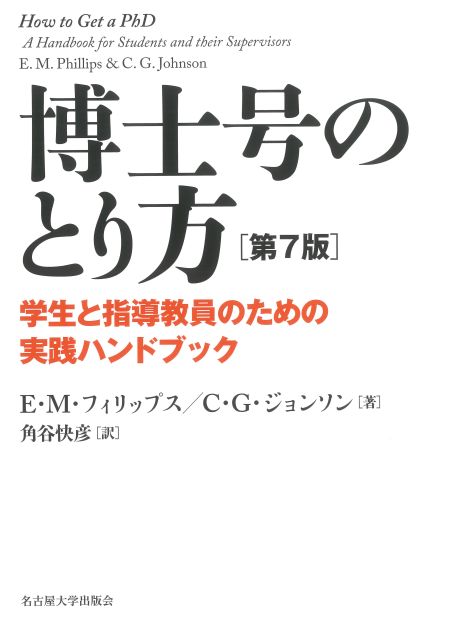 How to Get a PhD
A Handbook for Students and their Supervisors
E. M. Phillips & C. G. Johnson
博士号の
とり方[第7版]
学生と指導教員のための
実践ハンドブック
E・M・フィリップス／C・G・ジョンソン[著]
角谷快彦[訳]
名古屋大学出版会